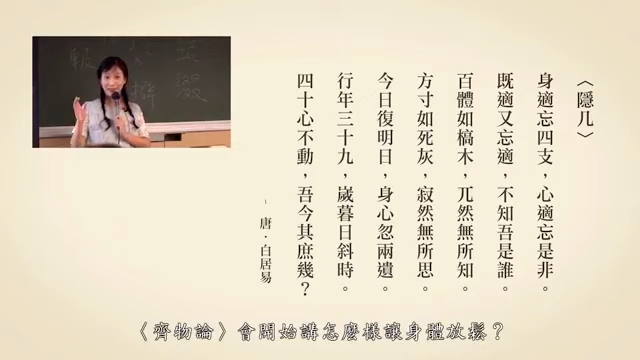 〈隱几〉
身適忘四支，心適忘是非。
既適又忘適，不知吾是誰。
百體如槁木，兀然無所知。
方寸如死灰，寂然無所思。
今日復明日，身心忽兩遺。
行年三十九，歲暮日斜時。
四十心不動，吾今其庶幾？
唐．白居易
〈齊物論〉會開始講怎麼樣讓身體放鬆？